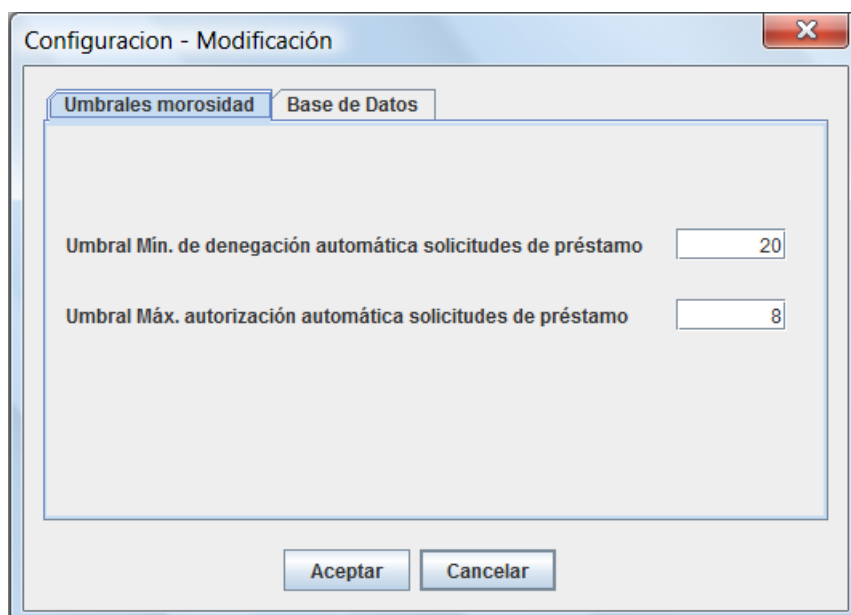 Configuracion - Modificación
Umbrales morosidad
Base de Datos
Umbral Mín. de denegación automática solicitudes de préstamo 20
Umbral Máx. autorización automática solicitudes de préstamo 8
Aceptar
Cancelar